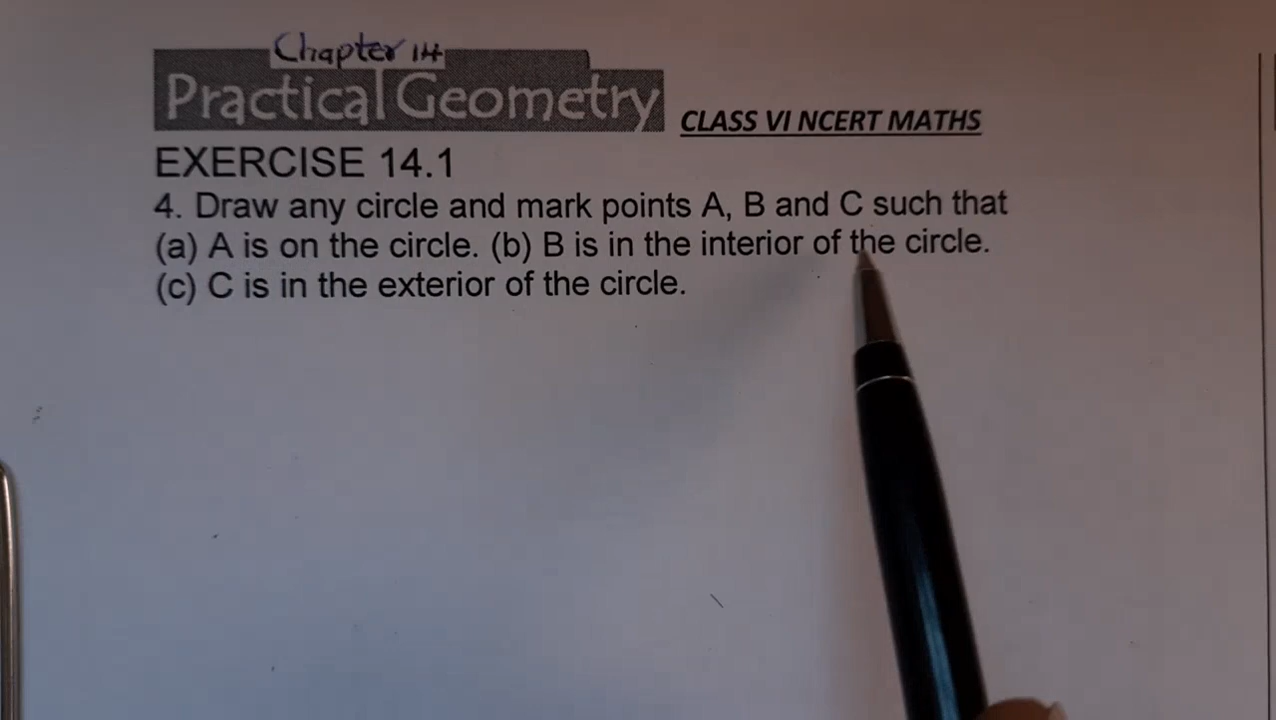 Chapter 14
Practical Geometry CLASS VI NCERT MATHS
EXERCISE 14.1
4. Draw any circle and mark points A, B and C such that
(a) A is on the circle. (b) B is in the interior of the circle.
(c) C is in the exterior of the circle.